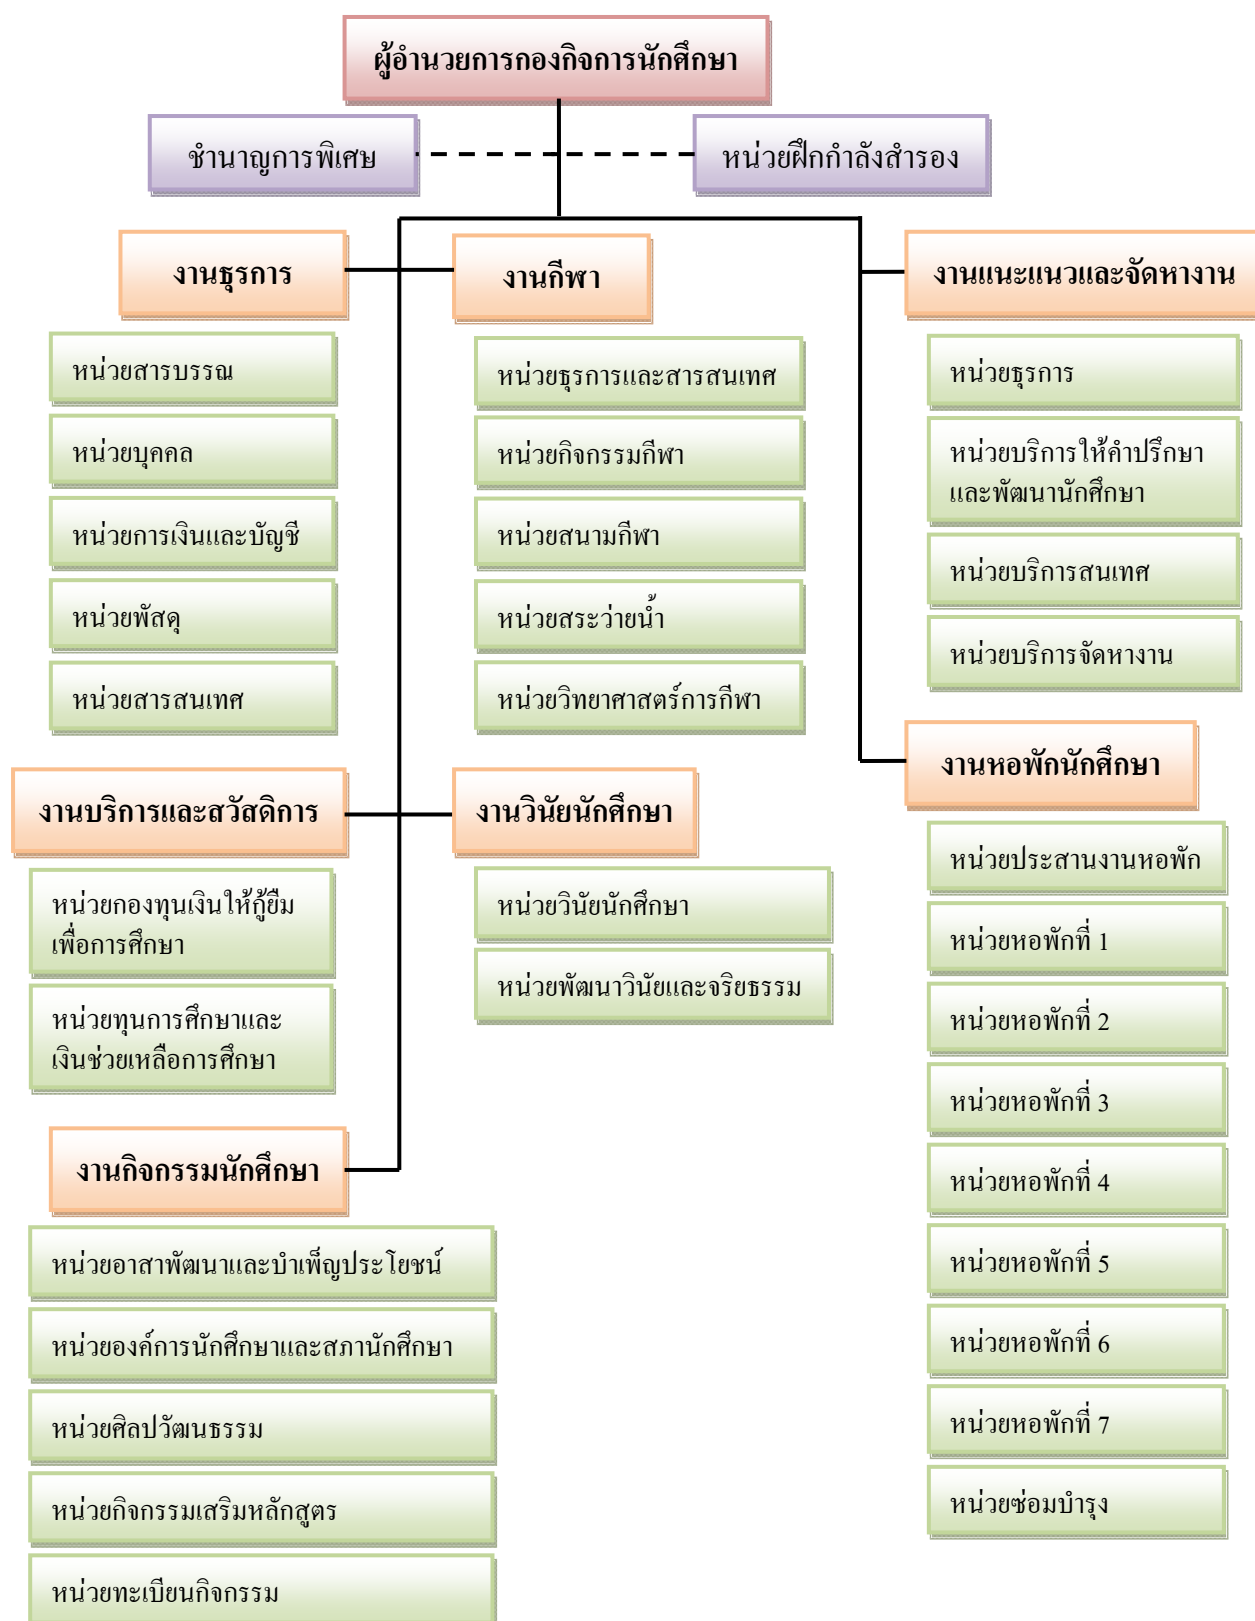 ผู้อำนวยการกองกิจการนักศึกษา
ชำนาญการพิเศษ
หน่วยฝึกกำลังสำรอง
งานธุรการ
หน่วยสารบรรณ
หน่วยบุคคล
หน่วยการเงินและบัญชี
หน่วยพัสดุ
หน่วยสารสนเทศ
งานกีฬา
หน่วยธุรการและสารสนเทศ
หน่วยกิจกรรมกีฬา
หน่วยสนามกีฬา
หน่วยสระว่ายน้ำ
หน่วยวิทยาศาสตร์การกีฬา
งานแนะแนวและจัดหางาน
หน่วยธุรการ
หน่วยบริการให้คำปรึกษา
และพัฒนานักศึกษา
หน่วยบริการสนเทศ
หน่วยบริการจัดหางาน
งานบริการและสวัสดิการ
หน่วยกองทุนเงินให้กู้ยืม
เพื่อการศึกษา
หน่วยทุนการศึกษาและ
เงินช่วยเหลือการศึกษา
งานวินัยนักศึกษา
หน่วยวินัยนักศึกษา
หน่วยพัฒนาวินัยและจริยธรรม
งานหอพักนักศึกษา
หน่วยประสานงานหอพัก
หน่วยหอพักที่ 1
หน่วยหอพักที่ 2
หน่วยหอพักที่ 3
หน่วยหอพักที่ 4
หน่วยหอพักที่ 5
หน่วยหอพักที่ 6
หน่วยหอพักที่ 7
หน่วยซ่อมบำรุง
งานกิจกรรมนักศึกษา
หน่วยอาสาพัฒนาและบำเพ็ญประโยชน์
หน่วยองค์การนักศึกษาและสภานักศึกษา
หน่วยศิลปวัฒนธรรม
หน่วยกิจกรรมเสริมหลักสูตร
หน่วยทะเบียนกิจกรรม